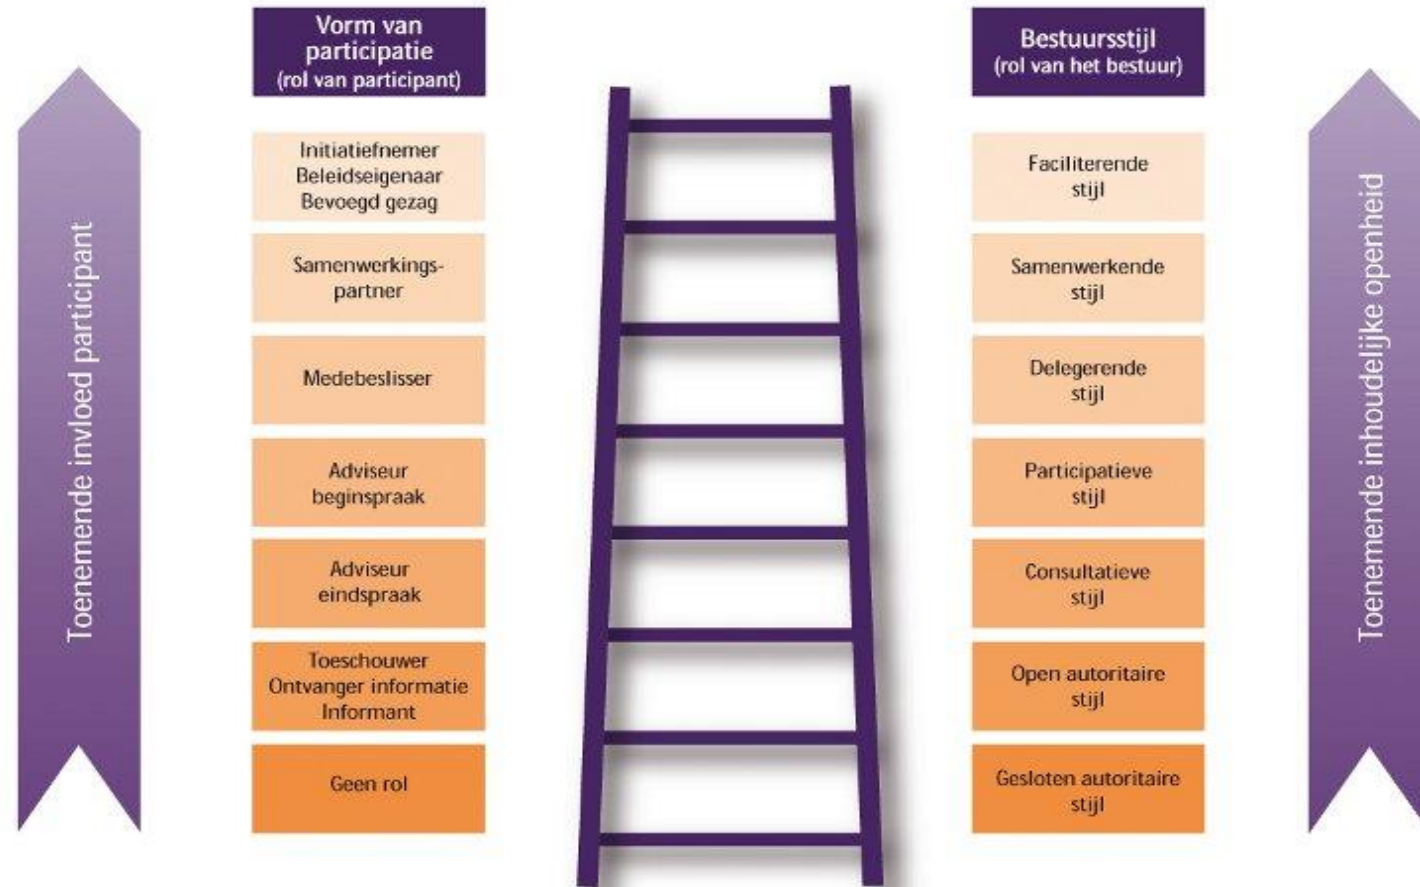 Vorm van
participatie
(rol van participant)
Bestuursstijl
(rol van het bestuur)
Toenemende invloed participant
Initiatiefnemer
Beleidseigenaar
Bevoegd gezag
Faciliterende
stijl
Samenwerkings-
partner
Samenwerkende
stijl
Medebeslisser
Delegerende
stijl
Adviseur
beginspraak
Participatieve
stijl
Adviseur
eindspraak
Consultatieve
stijl
Toeschouwer
Ontvanger informatie
Informant
Open autoritaire
stijl
Geen rol
Gesloten autoritaire
stijl
Toenemende inhoudelijke openheid